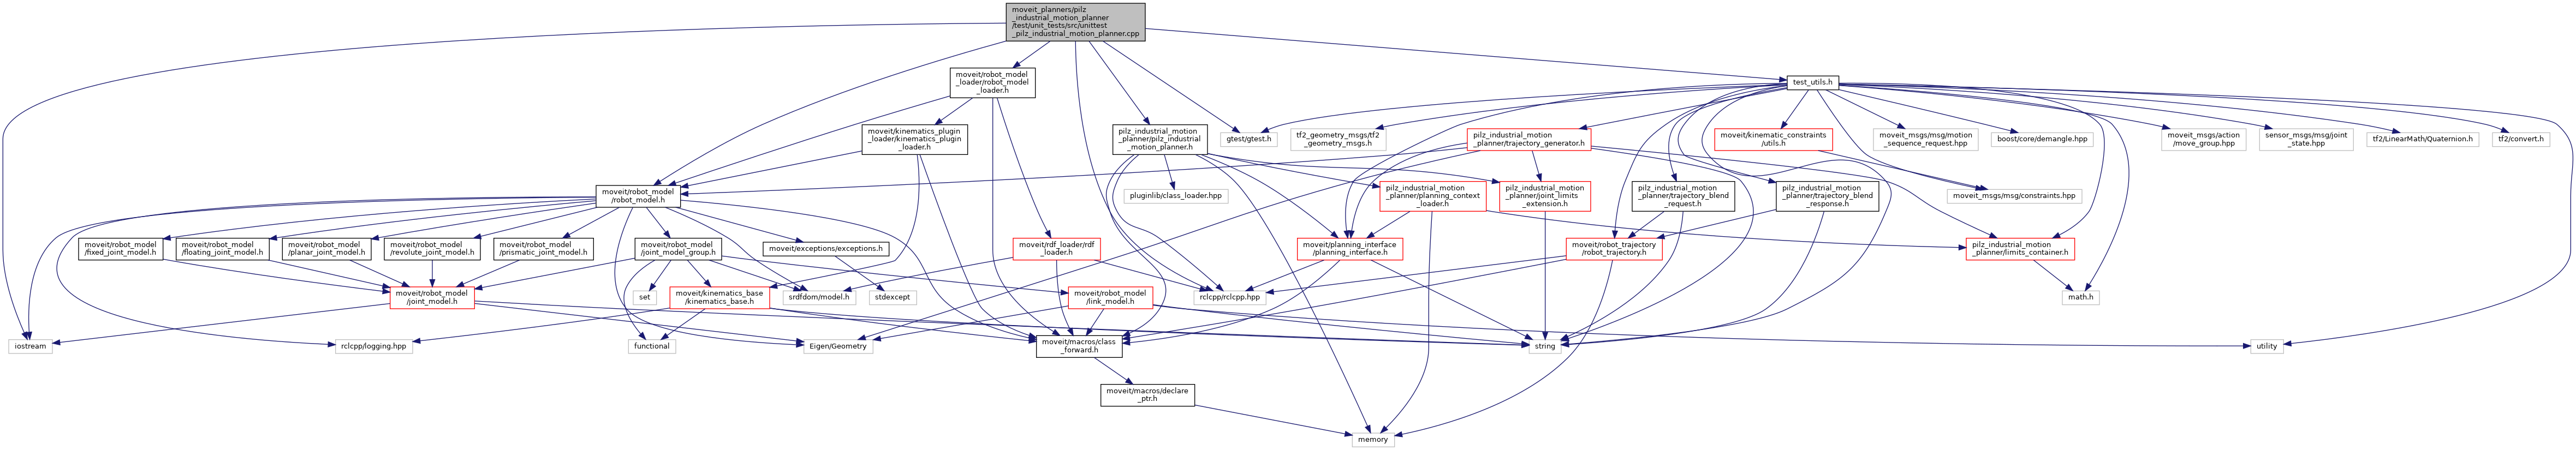 moveit_planners/pilz
_industrial_motion_planner
/test/unit_tests/src/unittest
_pilz_industrial_motion_planner.cpp
moveit/robot_model
_loader/robot_model
_loader.h
test_utils.h
moveit/kinematics_plugin
_loader/kinematics_plugin
_loader.h
pilz_industrial_motion
_planner/pilz_industrial
_motion_planner.h
gtest/gtest.h
tf2_geometry_msgs/tf2
_geometry_msgs.h
pilz_industrial_motion
_planner/trajectory_generator.h
moveit/kinematic_constraints
/utils.h
moveit_msgs/msg/motion
_sequence_request.hpp
boost/core/demangle.hpp
moveit_msgs/action
/move_group.hpp
sensor_msgs/msg/joint
_state.hpp
tf2/LinearMath/Quaternion.h
tf2/convert.h
moveit/robot_model
/robot_model.h
pluginlib/class_loader.hpp
pilz_industrial_motion
_planner/planning_context
_loader.h
pilz_industrial_motion
_planner/joint_limits
_extension.h
pilz_industrial_motion
_planner/trajectory_blend
_request.h
pilz_industrial_motion
_planner/trajectory_blend
_response.h
moveit_msgs/msg/constraints.hpp
moveit/robot_model
/fixed_joint_model.h
moveit/robot_model
/floating_joint_model.h
moveit/robot_model
/planar_joint_model.h
moveit/robot_model
/revolute_joint_model.h
moveit/robot_model
/prismatic_joint_model.h
moveit/robot_model
/joint_model_group.h
moveit/exceptions/exceptions.h
moveit/rdf_loader/rdf
_loader.h
moveit/planning_interface
/planning_interface.h
moveit/robot_trajectory
/robot_trajectory.h
pilz_industrial_motion
_planner/limits_container.h
moveit/robot_model
/joint_model.h
set
moveit/kinematics_base
/kinematics_base.h
srdfdom/model.h
stdexcept
moveit/robot_model
/link_model.h
rclcpp/rclcpp.hpp
math.h
iostream
rclcpp/logging.hpp
functional
Eigen/Geometry
moveit/macros/class
_forward.h
string
utility
moveit/macros/declare
_ptr.h
memory